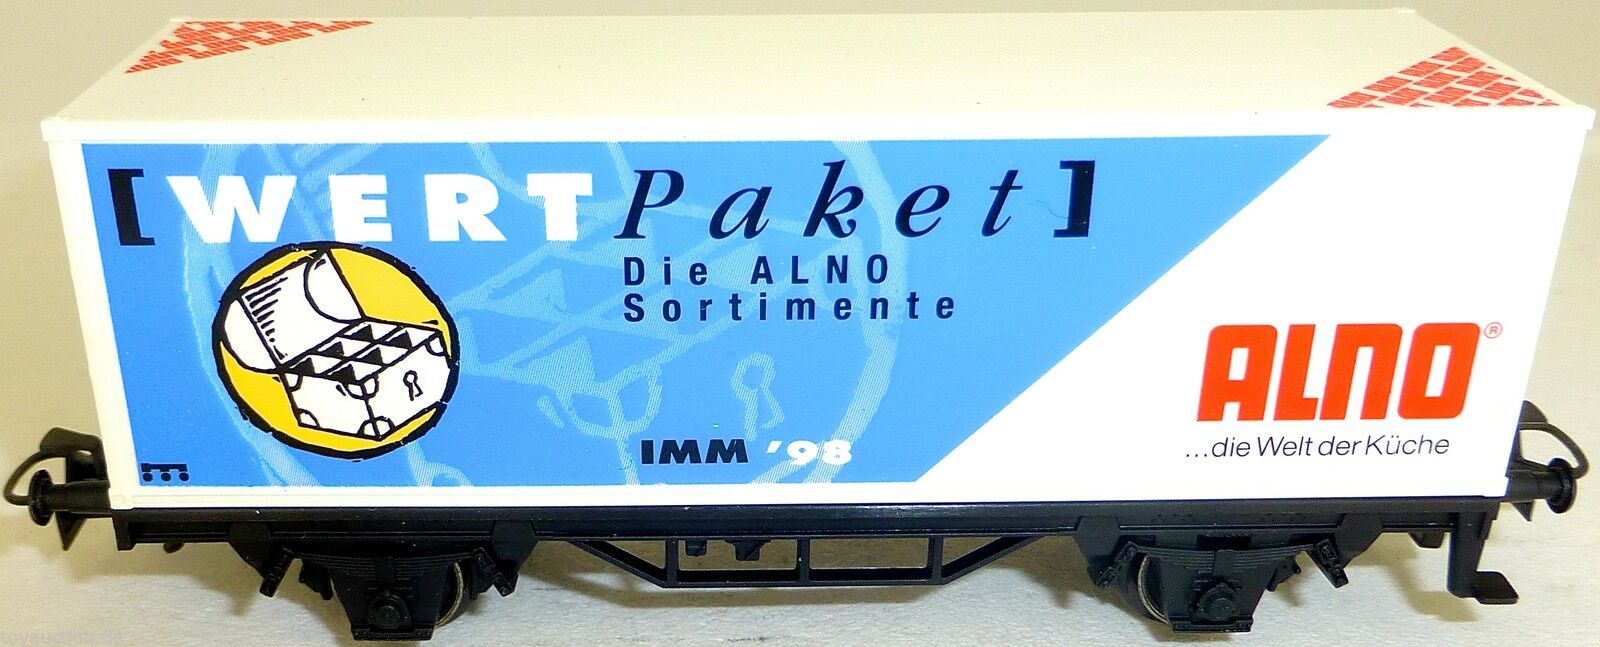 [WERTPaket]
Die ALNO
Sortimente
IMM '98
ALNO®
...die Welt der Küche